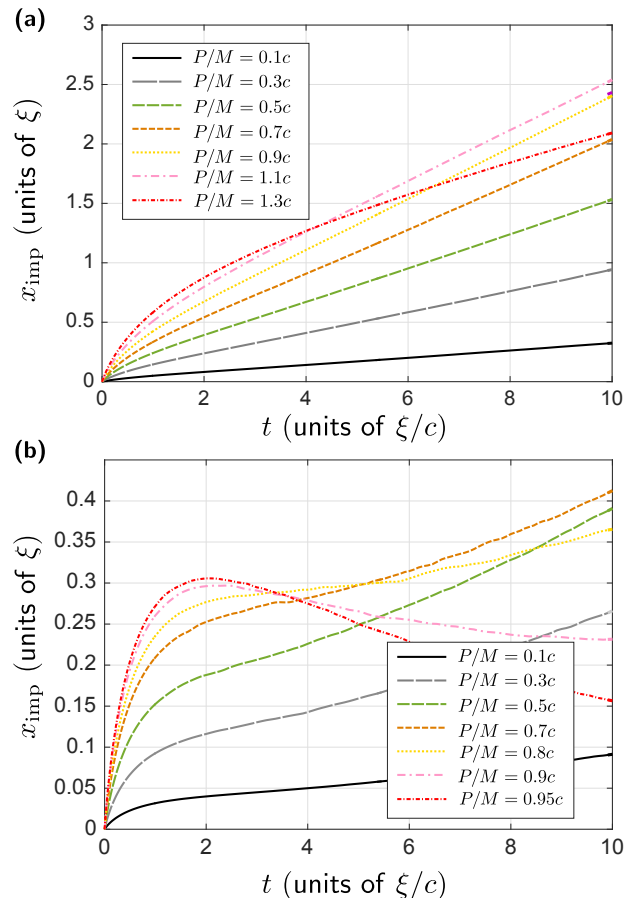 (a)
3
2.5
2
1.5
1
0.5
0
x_imp (units of ξ)
P/M = 0.1c
P/M = 0.3c
P/M = 0.5c
P/M = 0.7c
P/M = 0.9c
P/M = 1.1c
P/M = 1.3c
0 2 4 6 8 10
t (units of ξ/c)
(b)
0.4
0.35
0.3
0.25
0.2
0.15
0.1
0.05
0
x_imp (units of ξ)
P/M = 0.1c
P/M = 0.3c
P/M = 0.5c
P/M = 0.7c
P/M = 0.8c
P/M = 0.9c
P/M = 0.95c
0 2 4 6 8 10
t (units of ξ/c)